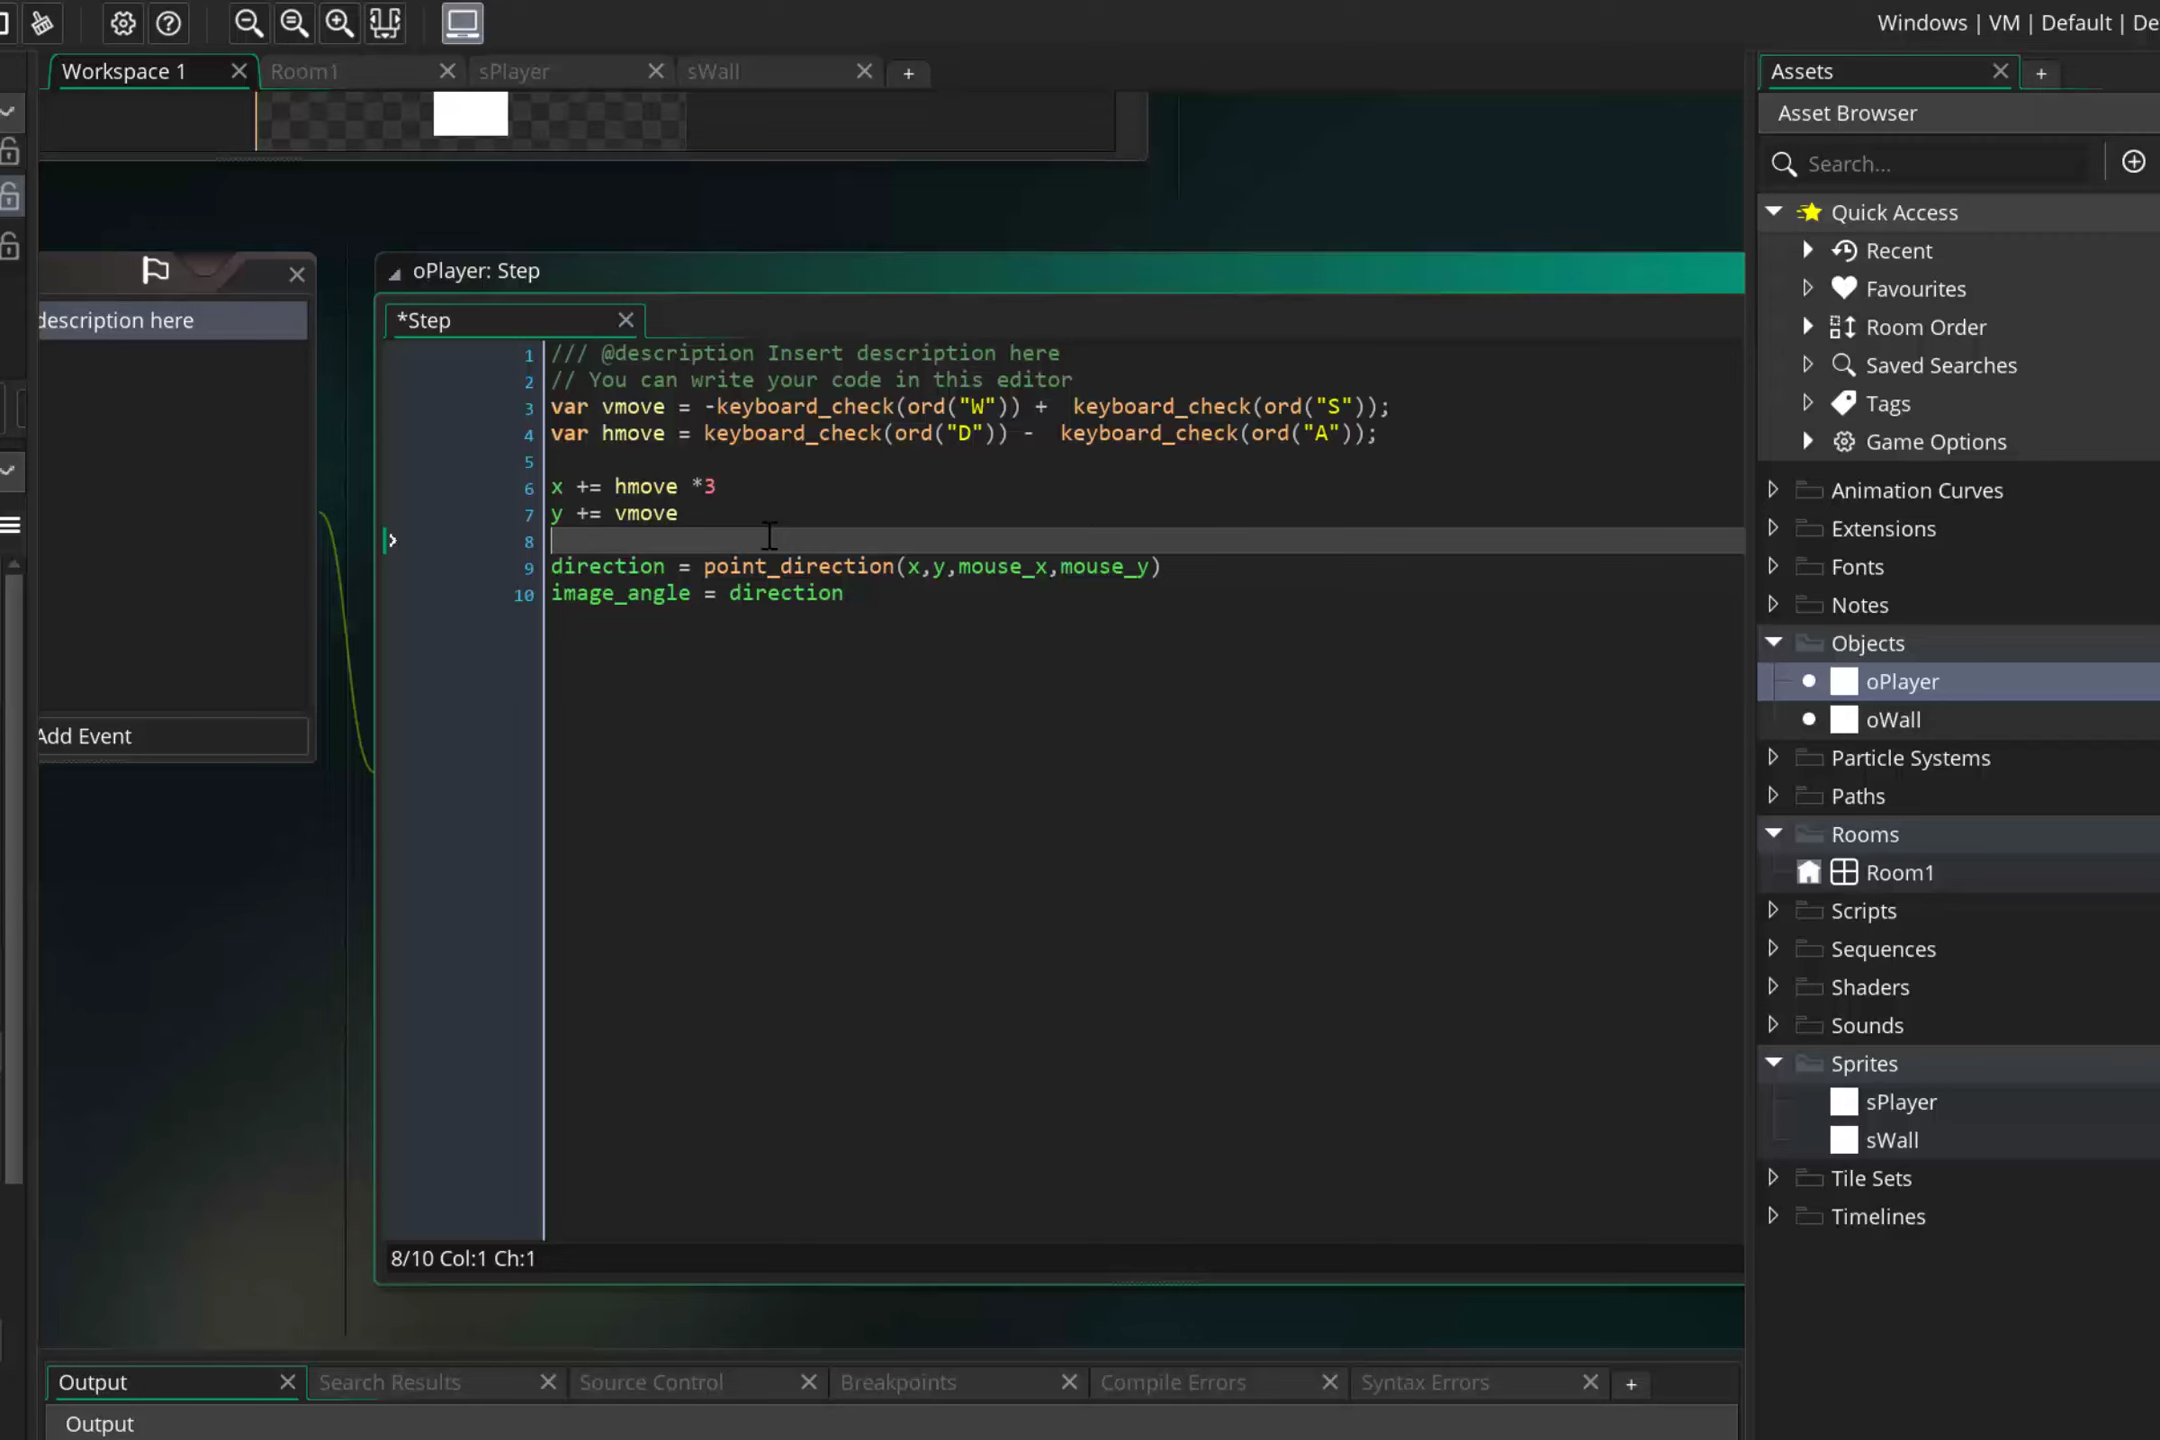 Windows | VM | Default | De
Workspace 1
Room1
sPlayer
sWall
Assets
Asset Browser
Search...
Quick Access
Recent
Favourites
Room Order
Saved Searches
Tags
Game Options
Animation Curves
Extensions
Fonts
Notes
Objects
oPlayer
oWall
Particle Systems
Paths
Rooms
Room1
Scripts
Sequences
Shaders
Sounds
Sprites
sPlayer
sWall
Tile Sets
Timelines
description here
Add Event
oPlayer: Step
*Step
1 /// @description Insert description here
2 // You can write your code in this editor
3 var vmove = -keyboard_check(ord("W")) +  keyboard_check(ord("S"));
4 var hmove = keyboard_check(ord("D")) -  keyboard_check(ord("A"));
5
6 x += hmove *3
7 y += vmove
8
9 direction = point_direction(x,y,mouse_x,mouse_y)
10 image_angle = direction
8/10 Col:1 Ch:1
Output
Search Results
Source Control
Breakpoints
Compile Errors
Syntax Errors
Output